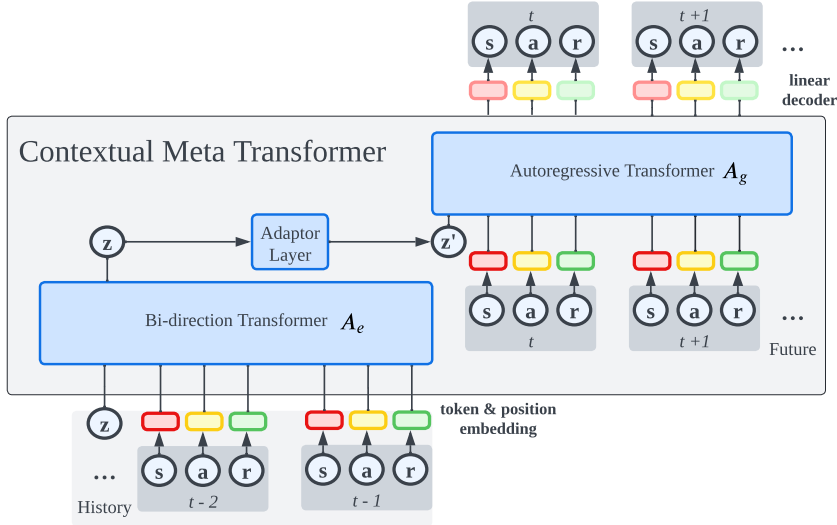 t
t +1
s a r
s a r
...
linear
decoder
Contextual Meta Transformer
Autoregressive Transformer A_g
z
Adaptor
Layer
z'
s a r
s a r
t
t +1
...
Future
Bi-direction Transformer A_e
z
token & position
embedding
...
s a r
s a r
History
t - 2
t - 1